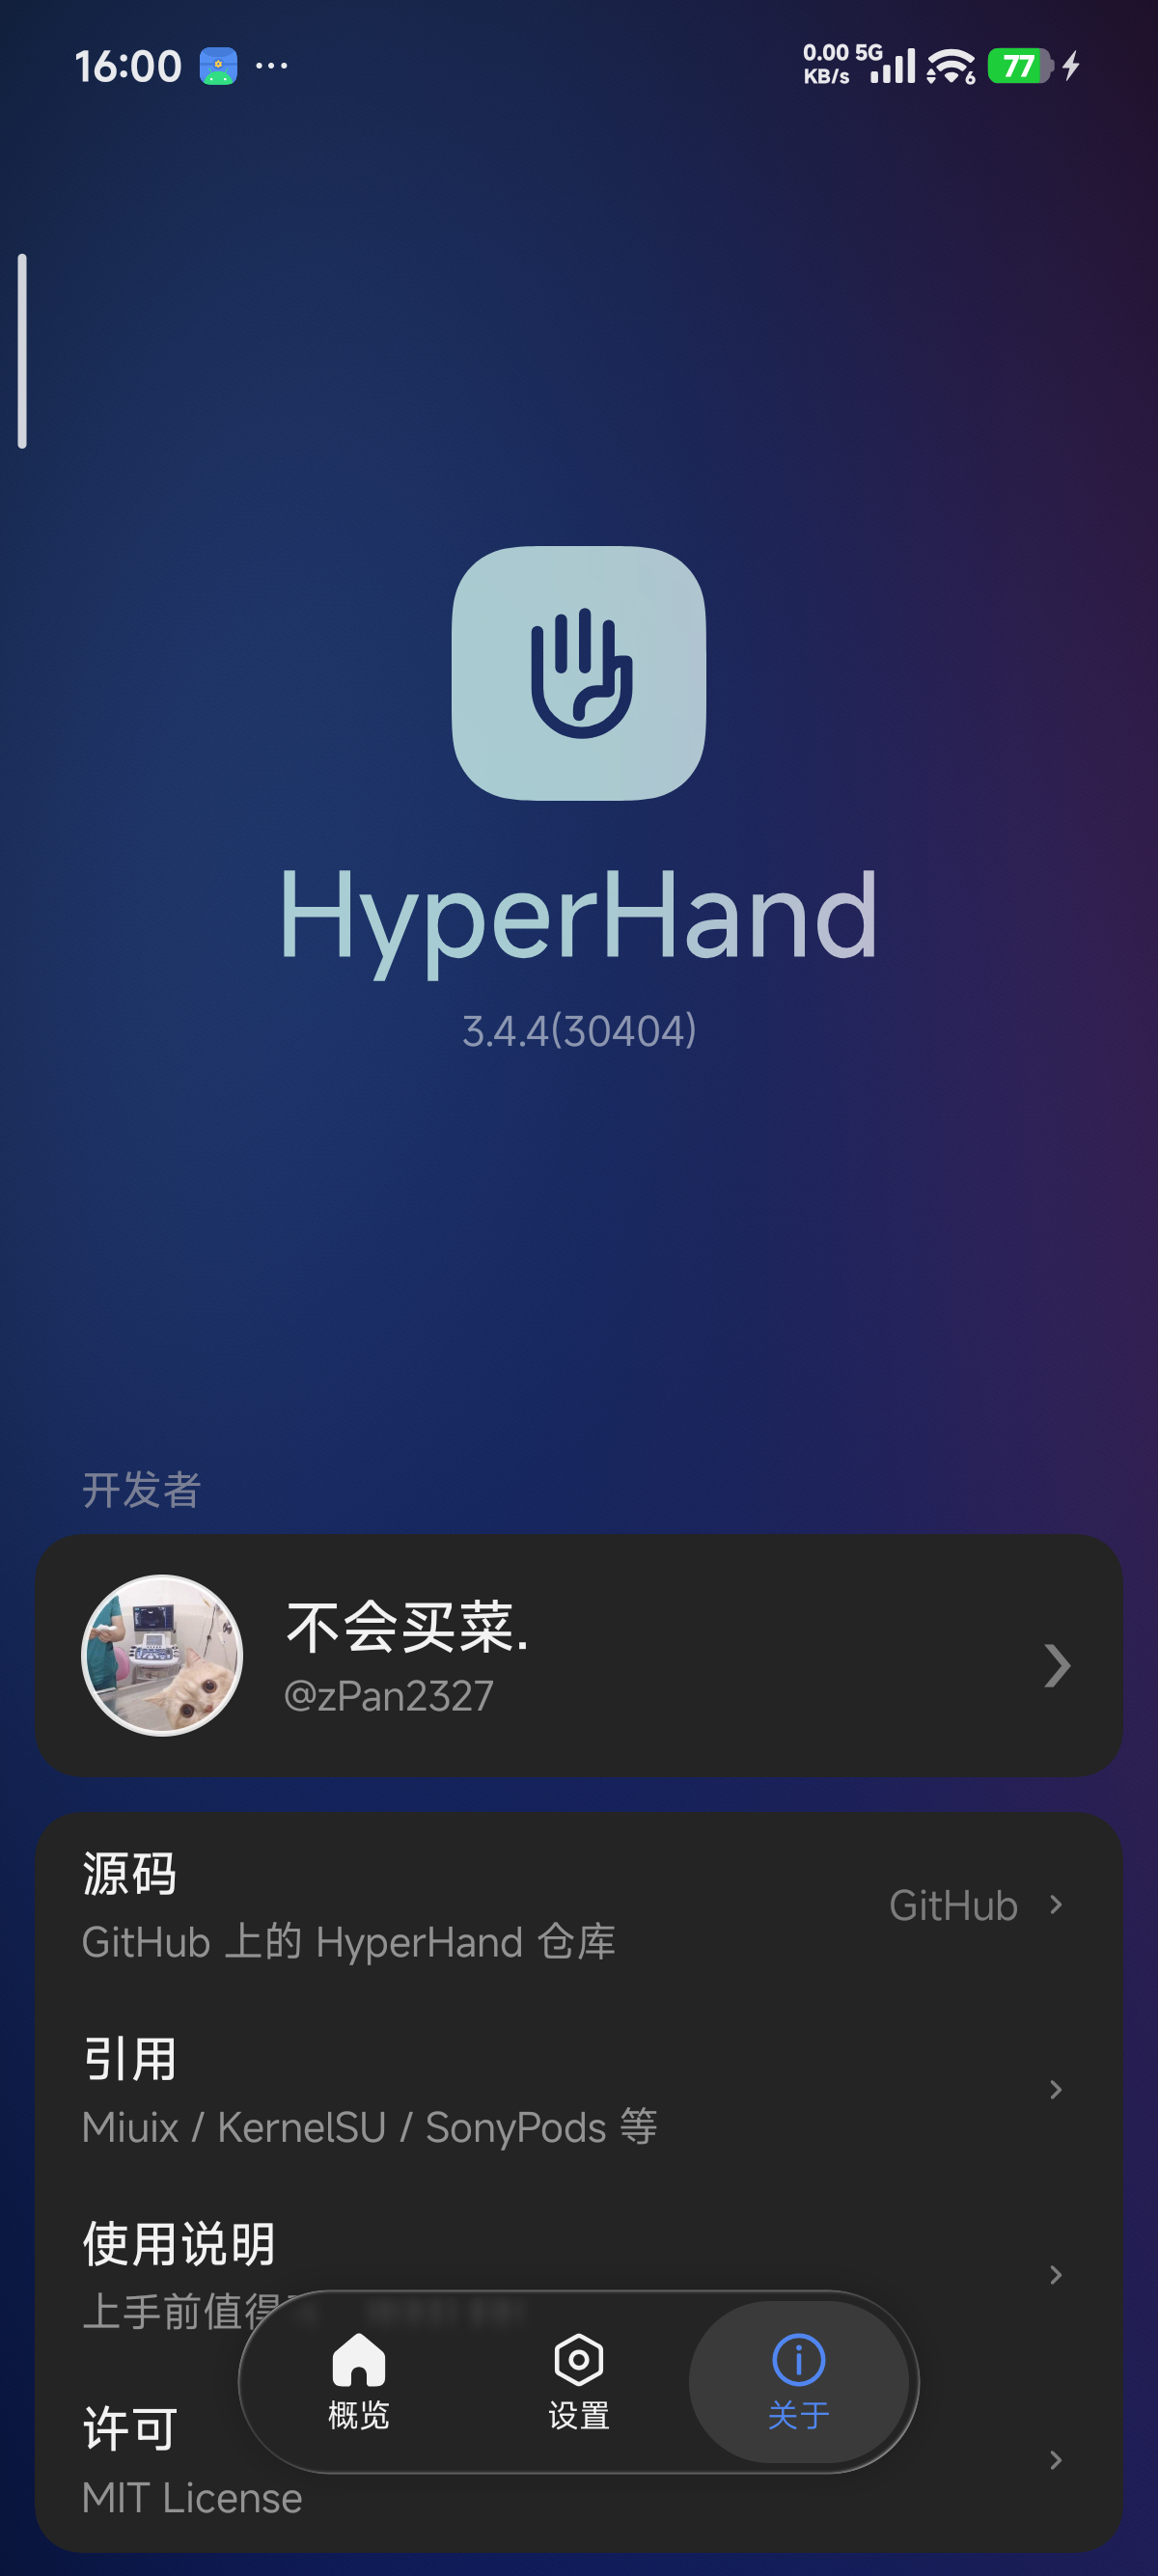 16:00
0.00 KB/s 5G 6 77
HyperHand
3.4.4(30404)
开发者
不会买菜.
@zPan2327
源码
GitHub 上的 HyperHand 仓库
GitHub
引用
Miuix / KernelSU / SonyPods 等
使用说明
上手前值得
许可
MIT License
概览
设置
关于